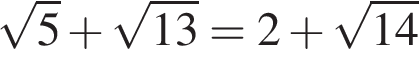 √5 + √13 = 2 + √14